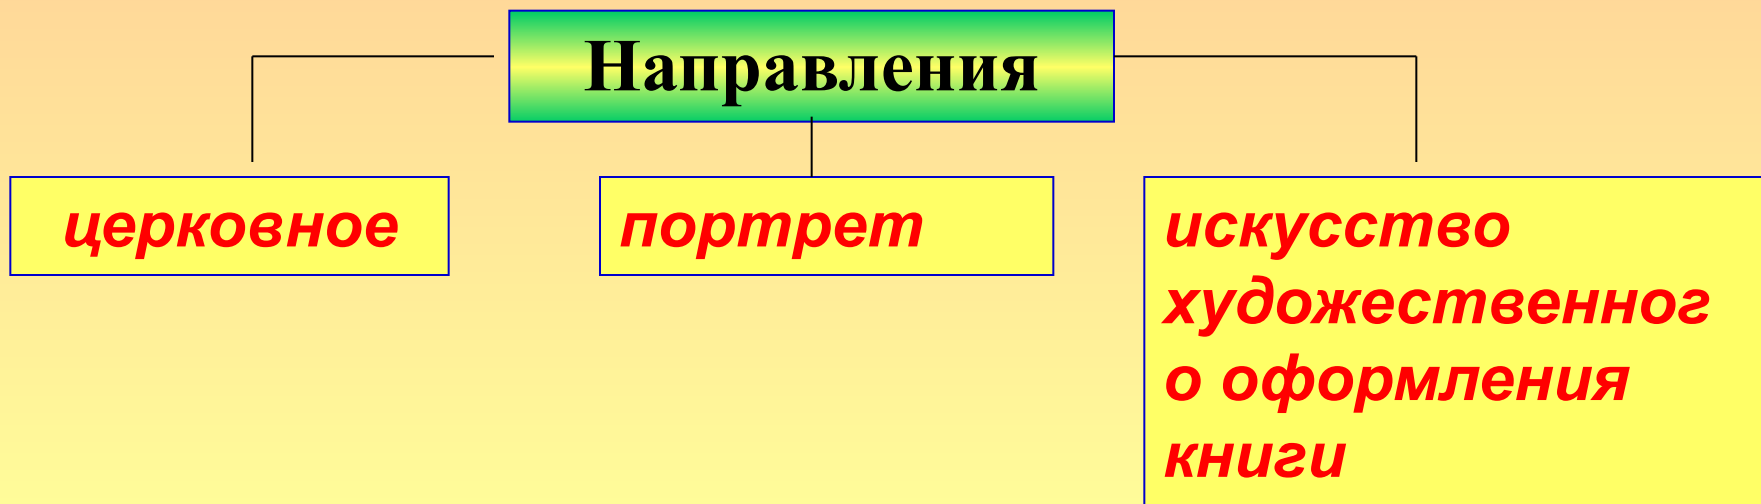 Направления
церковное
портрет
искусство
художественног
о оформления
книги